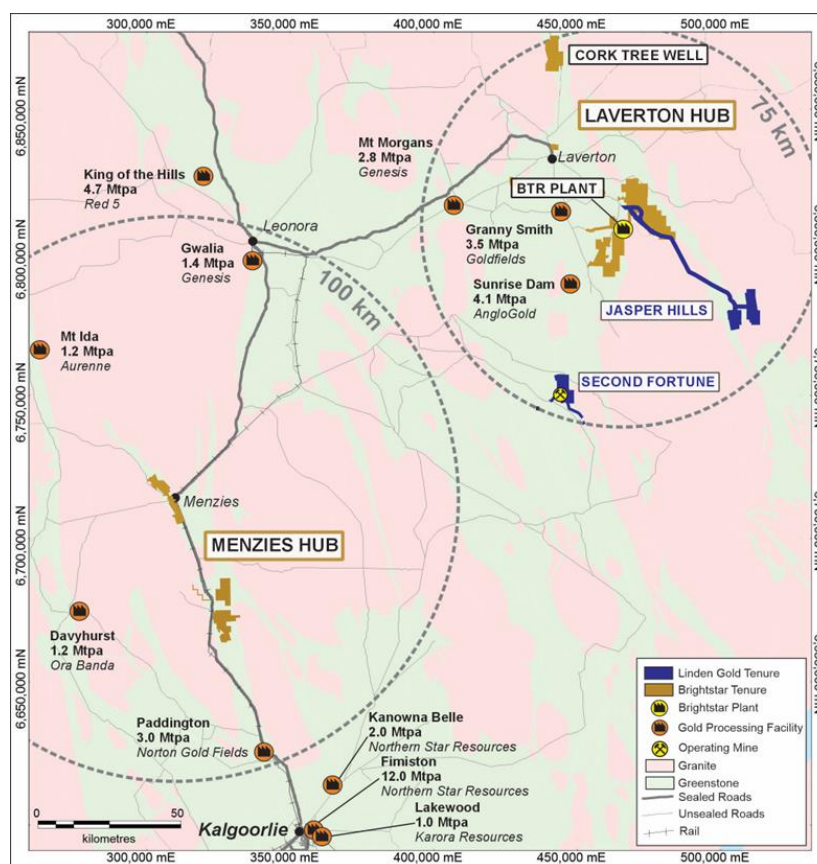 300,000 mE
350,000 mE
400,000 mE
450,000 mE
500,000 mE
CORK TREE WELL
6,850,000 mN
LAVERTON HUB
75 km
Mt Morgans
2.8 Mtpa
Genesis
Laverton
King of the Hills
4.7 Mtpa
Red 5
BTR PLANT
Leonora
Granny Smith
3.5 Mtpa
Goldfields
Gwalia
1.4 Mtpa
Genesis
6,800,000 mN
100 km
Sunrise Dam
4.1 Mtpa
AngloGold
JASPER HILLS
Mt Ida
1.2 Mtpa
Aurenne
SECOND FORTUNE
6,750,000 mN
Menzies
MENZIES HUB
6,700,000 mN
Davyhurst
1.2 Mtpa
Ora Banda
6,650,000 mN
Paddington
3.0 Mtpa
Norton Gold Fields
Kanowna Belle
2.0 Mtpa
Northern Star Resources
Fimiston
12.0 Mtpa
Northern Star Resources
Lakewood
1.0 Mtpa
Karora Resources
Kalgoorlie
0
50
kilometres
Linden Gold Tenure
Brightstar Tenure
Brightstar Plant
Gold Processing Facility
Operating Mine
Granite
Greenstone
Sealed Roads
Unsealed Roads
Rail
300,000 mE
350,000 mE
400,000 mE
450,000 mE
500,000 mE